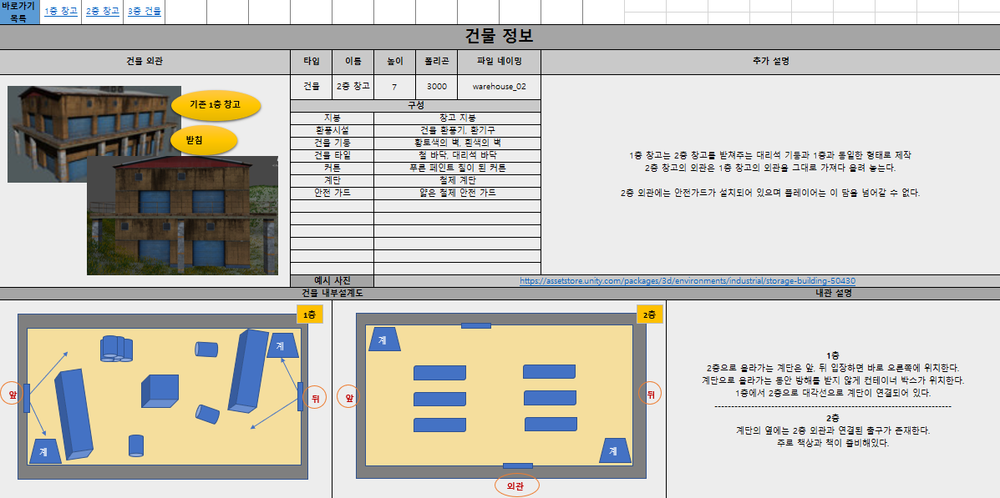 바로가기 목록
1층 창고 2층 창고 3층 건물
건물 정보
건물 외관 타입 이름 높이 폴리곤 파일 네이밍 추가 설명
건물 2층 창고 7 3000 warehouse_02
기존 1층 창고
받침
구성
지붕 창고 지붕
환풍시설 건물 환풍기, 환기구
건물 기둥 황토색의 벽, 흰색의 벽
건물 타일 철 바닥, 대리석 바닥
커튼 푸른 페인트 칠이 된 커튼
계단 철제 계단
안전 가드 얇은 철제 안전 가드
1층 창고는 2층 창고를 받쳐주는 대리석 기둥과 1층과 동일한 형태로 제작
2층 창고의 외관은 1층 창고의 외관을 그대로 가져다 올려 놓는다.
2층 외관에는 안전가드가 설치되어 있으며 플레이어는 이 담을 넘어갈 수 없다.
예시 사진 https://assetstore.unity.com/packages/3d/environments/industrial/storage-building-50430
건물 내부설계도 내관 설명
1층
계
앞
뒤
계
2층
계
앞
뒤
계
외관
1층
2층으로 올라가는 계단은 앞, 뒤 입장하면 바로 오른쪽에 위치한다.
계단으로 올라가는 동안 방해를 받지 않게 컨테이너 박스가 위치한다.
1층에서 2층으로 대각선으로 계단이 연결되어 있다.
--------------------------------------------------------------
2층
계단의 옆에는 2층 외관과 연결된 출구가 존재한다.
주로 책상과 책이 즐비해있다.